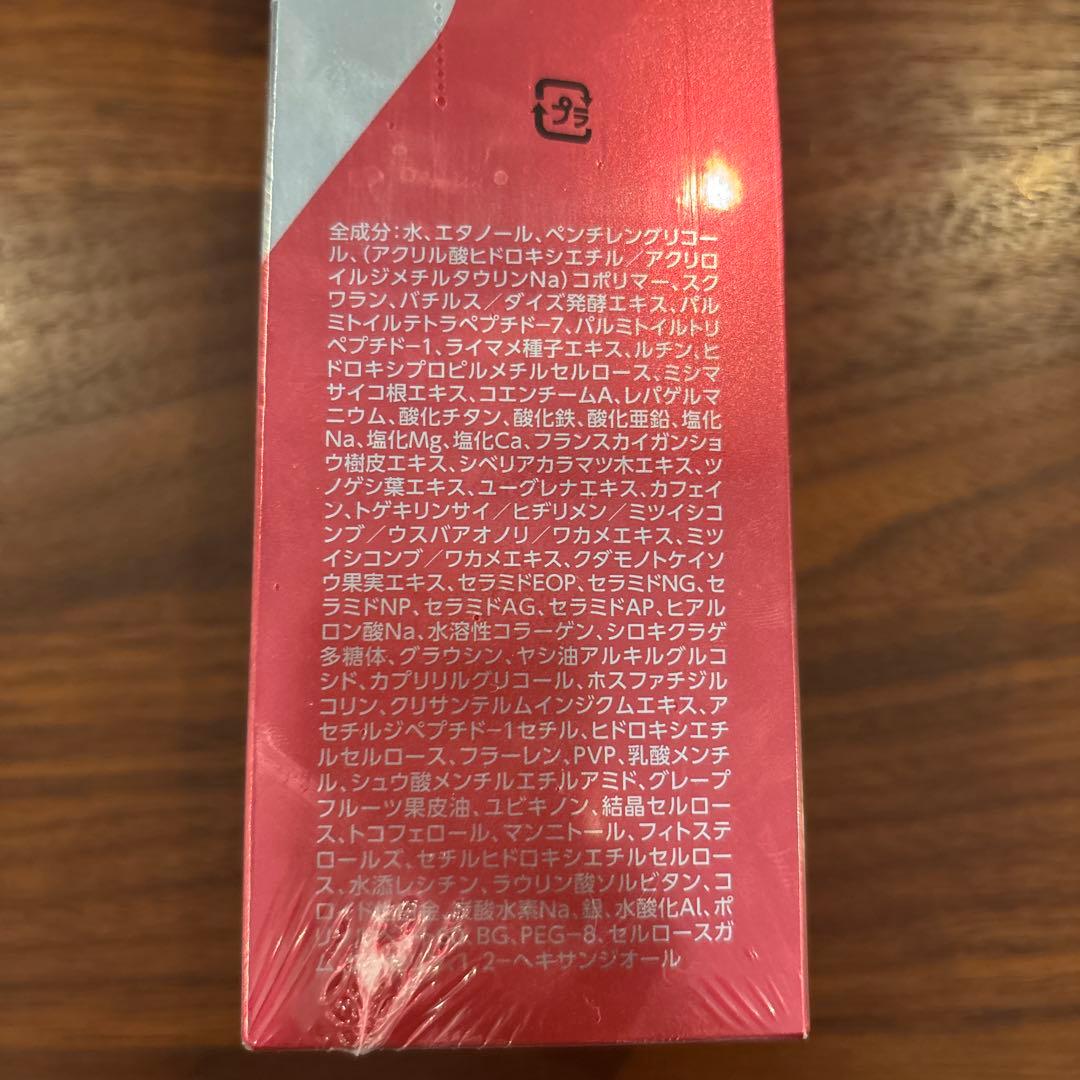 プラ
全成分:水、エタノール、ペンチレングリコー
ル、(アクリル酸ヒドロキシエチル/アクリロ
イルジメチルタウリンNa)コポリマー、スク
ワラン、バチルス/ダイズ発酵エキス、パル
ミトイルテトラペプチド-7、パルミトイルトリ
ペプチド-1、ライマメ種子エキス、ルチン、ヒ
ドロキシプロピルメチルセルロース、ミシマ
サイコ根エキス、コエンチームA、レパゲルマ
ニウム、酸化チタン、酸化鉄、酸化亜鉛、塩化
Na、塩化Mg、塩化Ca、フランスカイガンショ
ウ樹皮エキス、シベリアカラマツ木エキス、ツ
ノゲシ葉エキス、ユーグレナエキス、カフェイ
ン、トゲキリンサイ/ヒヂリメン/ミツイシコ
ンブ/ウスバアオノリ/ワカメエキス、ミツ
イシコンブ/ワカメエキス、クダモノトケイソ
ウ果実エキス、セラミドEOP、セラミドNG、セ
ラミドNP、セラミドAG、セラミドAP、ヒアル
ロン酸Na、水溶性コラーゲン、シロキクラゲ
多糖体、グラウシン、ヤシ油アルキルグルコ
シド、カプリリルグリコール、ホスファチジル
コリン、クリサンテルムインジクムエキス、ア
セチルジペプチド-1セチル、ヒドロキシエチ
ルセルロース、フラーレン、PVP、乳酸メンチ
ル、シュウ酸メンチルエチルアミド、グレープ
フルーツ果皮油、ユビキノン、結晶セルロー
ス、トコフェロール、マンニトール、フィトステ
ロールズ、セチルヒドロキシエチルセルロー
ス、水添レシチン、ラウリン酸ソルビタン、コ
ロイド性白金、炭酸水素Na、銀、水酸化Al、ポ
リ 60、BG、PEG-8、セルロースガ
ム、 1,2-ヘキサンジオール